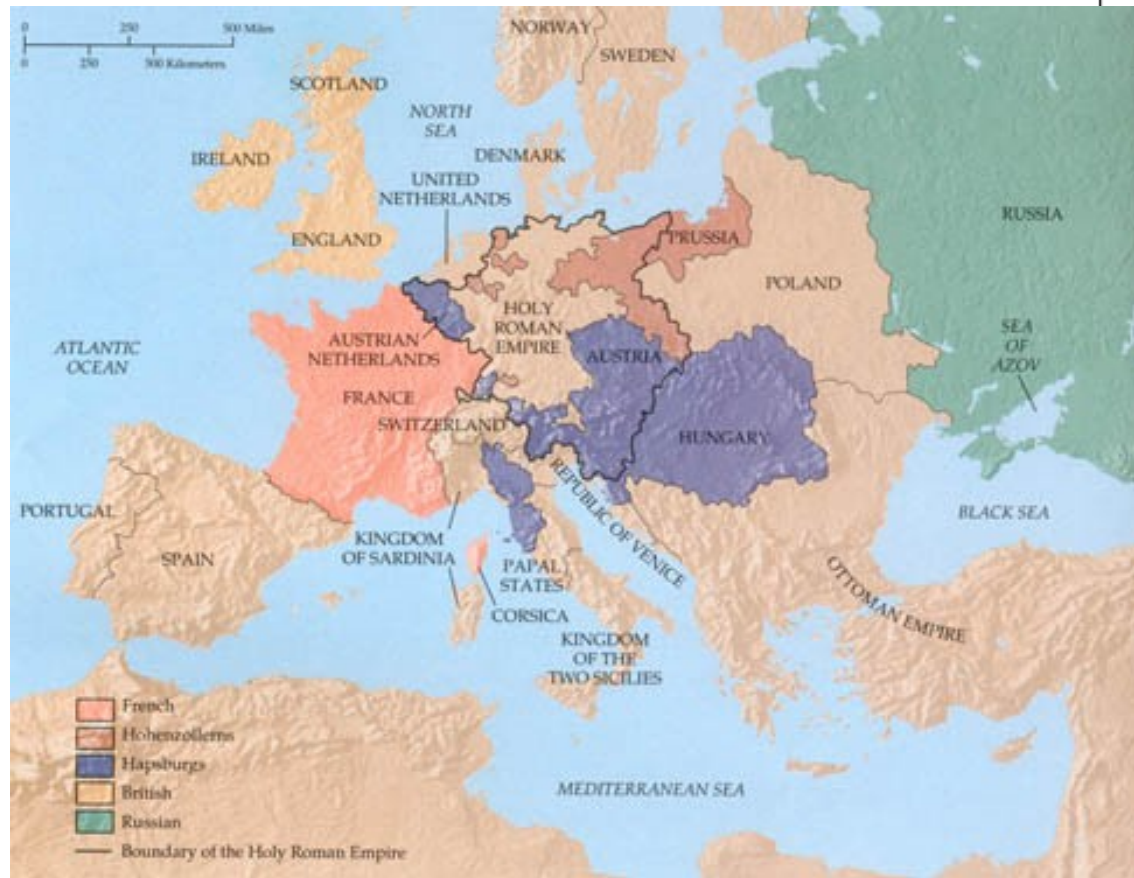 0 250 500 Miles
0 250 500 Kilometers
NORWAY
SWEDEN
SCOTLAND
NORTH
SEA
IRELAND
DENMARK
UNITED
NETHERLANDS
ENGLAND
RUSSIA
PRUSSIA
POLAND
HOLY
ROMAN
EMPIRE
ATLANTIC
OCEAN
AUSTRIAN
NETHERLANDS
AUSTRIA
SEA
OF
AZOV
FRANCE
SWITZERLAND
HUNGARY
PORTUGAL
SPAIN
KINGDOM
OF SARDINIA
REPUBLIC OF VENICE
BLACK SEA
PAPAL
STATES
CORSICA
OTTOMAN EMPIRE
KINGDOM
OF THE
TWO SICILIES
French
Hohenzollerns
Hapsburgs
British
Russian
Boundary of the Holy Roman Empire
MEDITERRANEAN SEA